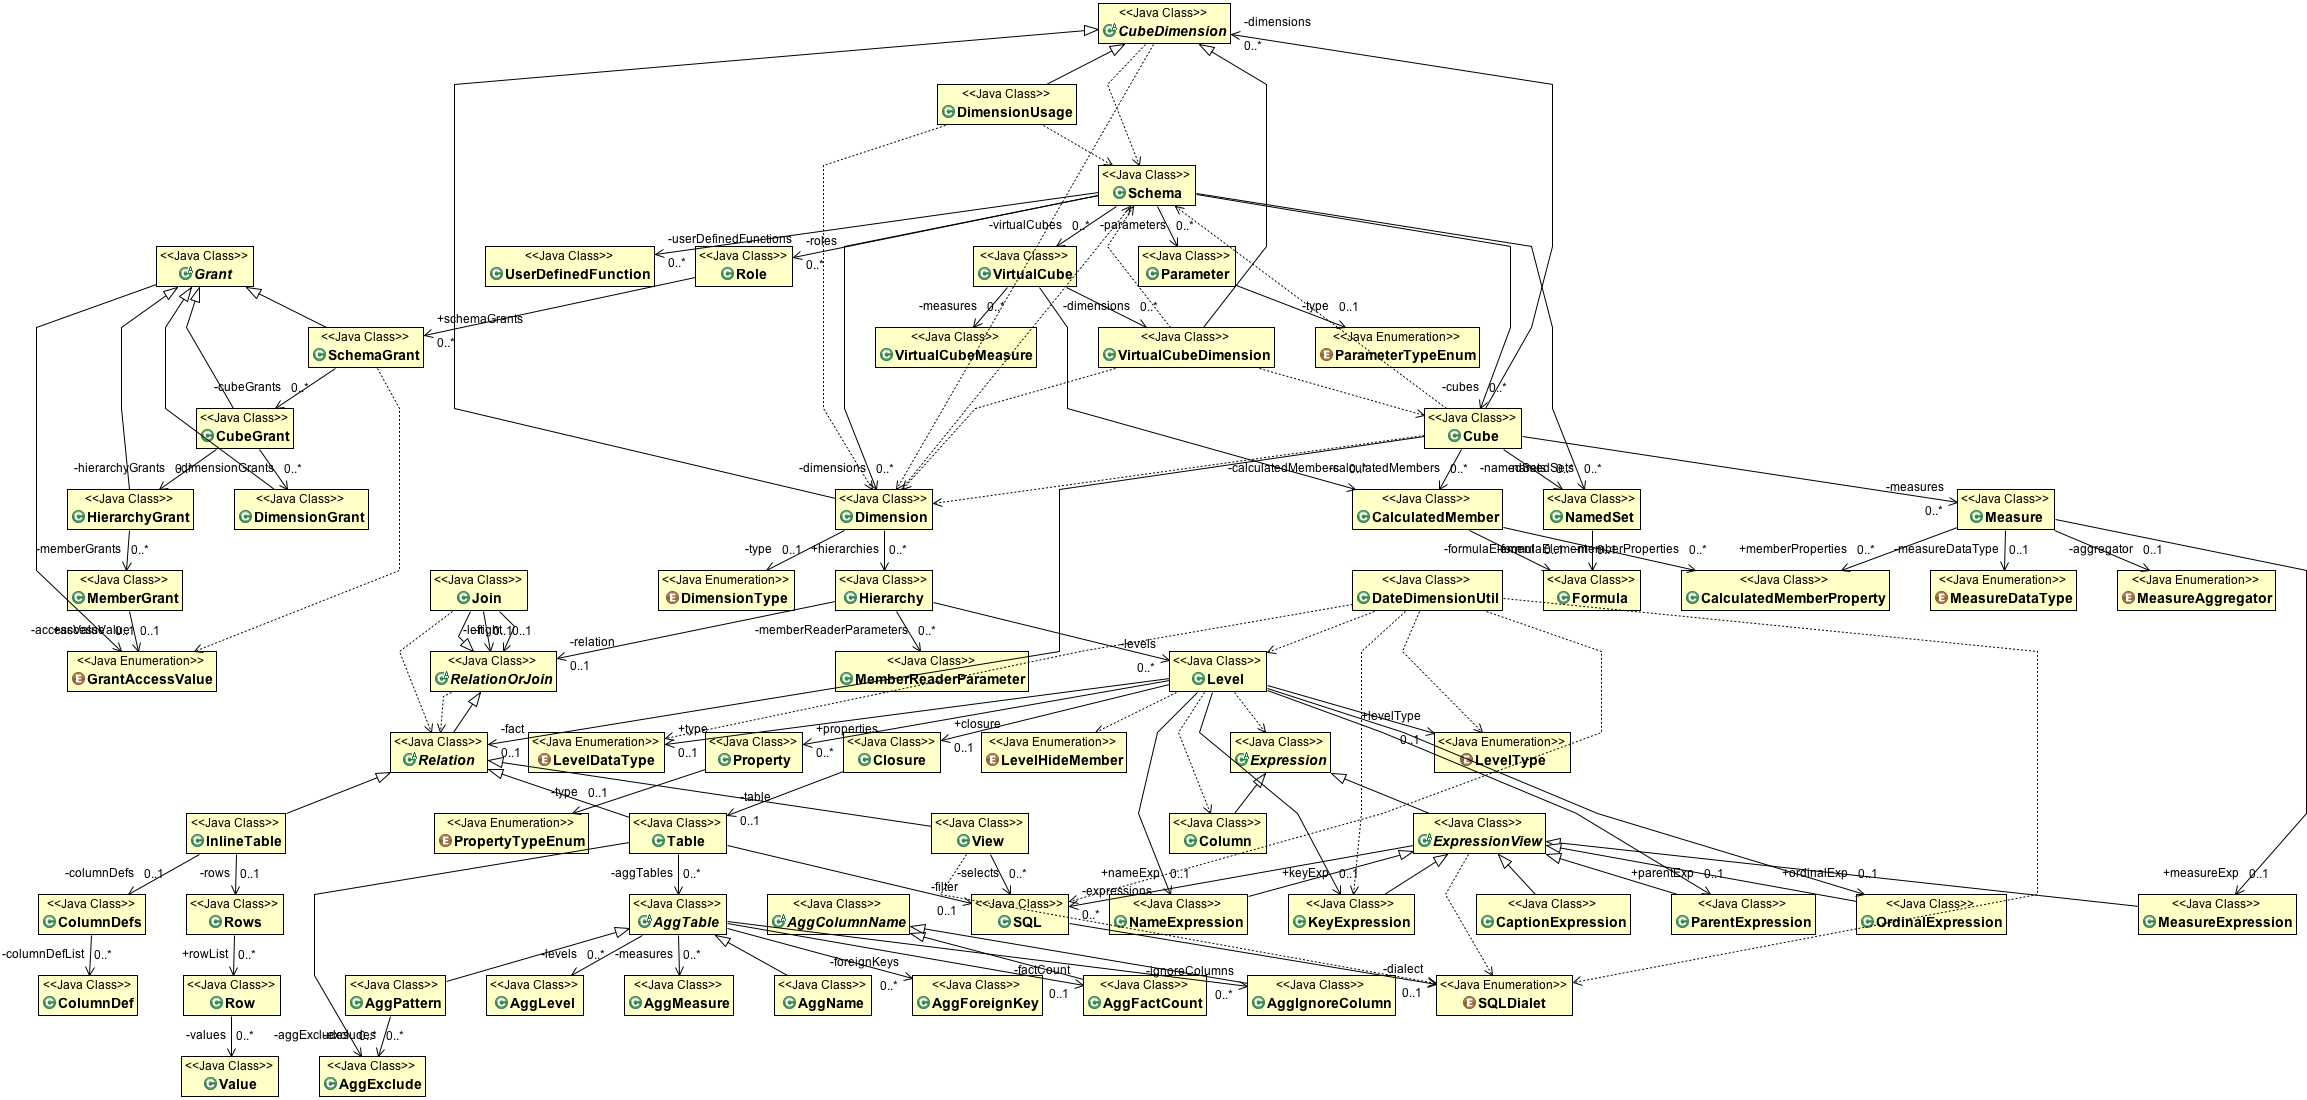 <<Java Class>>
CubeDimension
-dimensions
0..*
<<Java Class>>
DimensionUsage
<<Java Class>>
Schema
-userDefinedFunctions
0..*
-roles
0..*
-virtualCubes
0..*
-parameters
0..*
<<Java Class>>
Grant
<<Java Class>>
UserDefinedFunction
<<Java Class>>
Role
<<Java Class>>
VirtualCube
<<Java Class>>
Parameter
+schemaGrants
0..*
-measures
0..*
-dimensions
0..*
-type
0..1
<<Java Class>>
SchemaGrant
<<Java Class>>
VirtualCubeMeasure
<<Java Class>>
VirtualCubeDimension
<<Java Enumeration>>
ParameterTypeEnum
-cubeGrants
0..*
-cubes
0..*
<<Java Class>>
CubeGrant
<<Java Class>>
Cube
-hierarchyGrants
-dimensionGrants
0..*
-dimensions
0..*
-calculatedMembers
0..*
-calculatedMembers
0..*
-namedSets
0..*
-namedSets
0..*
-measures
0..*
<<Java Class>>
HierarchyGrant
<<Java Class>>
DimensionGrant
<<Java Class>>
Dimension
<<Java Class>>
CalculatedMember
<<Java Class>>
NamedSet
<<Java Class>>
Measure
-memberGrants
0..*
-type
0..1
+hierarchies
0..*
-formulaElement
0..1
-formulaElement
0..1
-memberProperties
0..*
+memberProperties
0..*
-measureDataType
0..1
-aggregator
0..1
<<Java Class>>
MemberGrant
<<Java Class>>
Join
<<Java Enumeration>>
DimensionType
<<Java Class>>
Hierarchy
<<Java Class>>
DateDimensionUtil
<<Java Class>>
Formula
<<Java Class>>
CalculatedMemberProperty
<<Java Enumeration>>
MeasureDataType
<<Java Enumeration>>
MeasureAggregator
-accessValue
0..1
+accessValue
0..1
-left
0..1
-right
0..1
-relation
0..1
-memberReaderParameters
0..*
-levels
0..*
<<Java Enumeration>>
GrantAccessValue
<<Java Class>>
RelationOrJoin
<<Java Class>>
MemberReaderParameter
<<Java Class>>
Level
-fact
0..1
+type
0..1
+properties
0..*
+closure
0..1
+levelType
0..1
<<Java Class>>
Relation
<<Java Enumeration>>
LevelDataType
<<Java Class>>
Property
<<Java Class>>
Closure
<<Java Enumeration>>
LevelHideMember
<<Java Class>>
Expression
<<Java Enumeration>>
LevelType
-type
0..1
-table
0..1
<<Java Class>>
InlineTable
<<Java Enumeration>>
PropertyTypeEnum
<<Java Class>>
Table
<<Java Class>>
View
<<Java Class>>
Column
<<Java Class>>
ExpressionView
-columnDefs
0..1
-rows
0..1
-aggTables
0..*
-filter
0..1
-selects
0..*
-expressions
0..*
+nameExp
0..1
+keyExp
0..1
+parentExp
0..1
+ordinalExp
0..1
+measureExp
0..1
<<Java Class>>
ColumnDefs
<<Java Class>>
Rows
<<Java Class>>
AggTable
<<Java Class>>
AggColumnName
<<Java Class>>
SQL
<<Java Class>>
NameExpression
<<Java Class>>
KeyExpression
<<Java Class>>
CaptionExpression
<<Java Class>>
ParentExpression
<<Java Class>>
OrdinalExpression
<<Java Class>>
MeasureExpression
-columnDefList
0..*
+rowList
0..*
-levels
0..*
-measures
0..*
-foreignKeys
0..*
-factCount
0..1
-ignoreColumns
0..*
-dialect
0..1
<<Java Class>>
ColumnDef
<<Java Class>>
Row
<<Java Class>>
AggPattern
<<Java Class>>
AggLevel
<<Java Class>>
AggMeasure
<<Java Class>>
AggName
<<Java Class>>
AggForeignKey
<<Java Class>>
AggFactCount
<<Java Class>>
AggIgnoreColumn
<<Java Enumeration>>
SQLDialet
-values
0..*
-aggExcludes
0..*
-excludes
0..*
<<Java Class>>
Value
<<Java Class>>
AggExclude